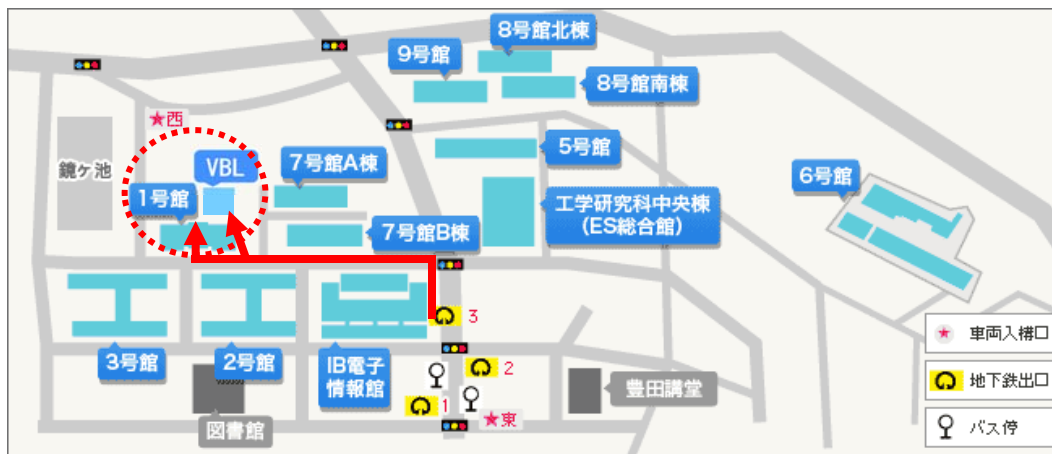 8号館北棟
9号館
8号館南棟
★西
5号館
鏡ヶ池
VBL
7号館A棟
6号館
1号館
工学研究科中央棟
(ES総合館)
7号館B棟
3
車両入構口
3号館
2号館
IB電子
情報館
2
地下鉄出口
豊田講堂
1
★東
図書館
バス停